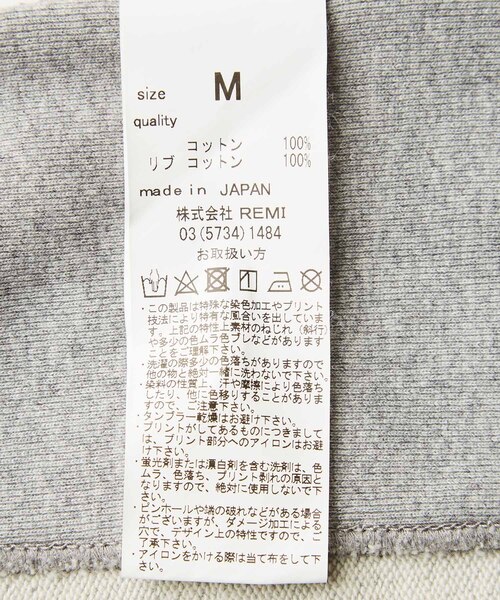 size M
quality
コットン 100%
リブ コットン 100%
made in JAPAN
株式会社 REMI
03(5734)1484
お取扱い方
・この製品は特殊な染色加工やプリント
技法により特有な風合いを出していま
す。上記の特性上素材のねじれ(斜行)
や多少の色ムラ色ブレなどがあります
ことをご理解下さい。
・洗濯の際多少の色落ちがありますので
他の物と絶対一緒に洗わないで下さい。
・染料の性質上、汗や摩擦により色落ち
したり、他に色移りすることがありま
すので、ご注意下さい。
・タンブラー乾燥はお避け下さい。
・プリントがしてあるものにつきまして
は、プリント部分へのアイロンはお避
け下さい。
・蛍光剤または漂白剤を含む洗剤は、色
ムラ、色落ち、プリント剥れの原因と
なりますので、絶対に使用しないで下
さい。
・ピンホールや端の破れなどがある場合
がございますが、ダメージ加工による
穴で、デザイン上の特性ですので、ご
了承下さい。
・アイロンをかける際は当て布をして下
さい。